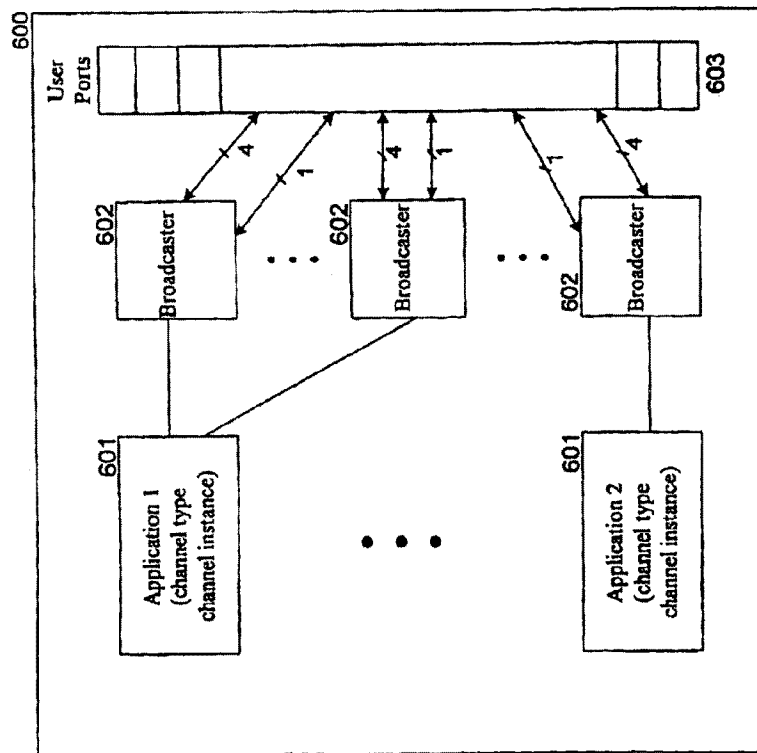 600
User
Ports
603
4
1
4
1
1
4
602
Broadcaster
602
Broadcaster
602
Broadcaster
601
Application 1
(channel type
channel instance)
601
Application 2
(channel type
channel instance)